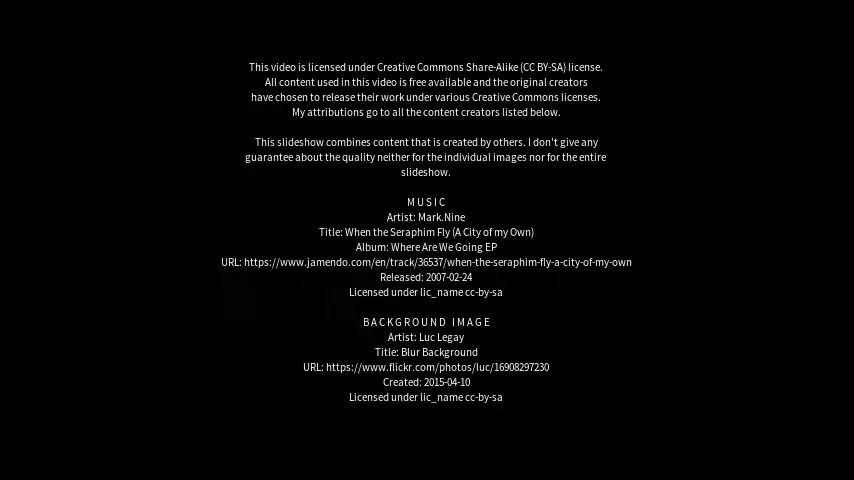 This video is licensed under Creative Commons Share-Alike (CC BY-SA) license.
All content used in this video is free available and the original creators
have chosen to release their work under various Creative Commons licenses.
My attributions go to all the content creators listed below.
This slideshow combines content that is created by others. I don't give any
guarantee about the quality neither for the individual images nor for the entire
slideshow.
MUSIC
Artist: Mark.Nine
Title: When the Seraphim Fly (A City of my Own)
Album: Where Are We Going EP
URL: https://www.jamendo.com/en/track/36537/when-the-seraphim-fly-a-city-of-my-own
Released: 2007-02-24
Licensed under lic_name cc-by-sa
BACKGROUND IMAGE
Artist: Luc Legay
Title: Blur Background
URL: https://www.flickr.com/photos/luc/16908297230
Created: 2015-04-10
Licensed under lic_name cc-by-sa